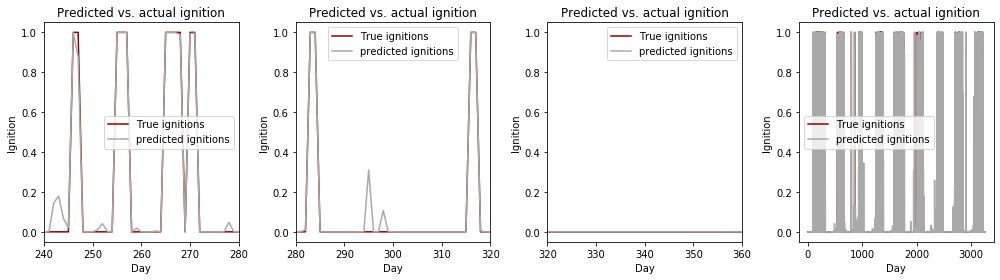 Predicted vs. actual ignition
Ignition
1.0
0.8
0.6
0.4
0.2
0.0
True ignitions
predicted ignitions
240 250 260 270 280
Day
Predicted vs. actual ignition
Ignition
1.0
0.8
0.6
0.4
0.2
0.0
True ignitions
predicted ignitions
280 290 300 310 320
Day
Predicted vs. actual ignition
Ignition
1.0
0.8
0.6
0.4
0.2
0.0
True ignitions
predicted ignitions
320 330 340 350 360
Day
Predicted vs. actual ignition
Ignition
1.0
0.8
0.6
0.4
0.2
0.0
True ignitions
predicted ignitions
0 1000 2000 3000
Day